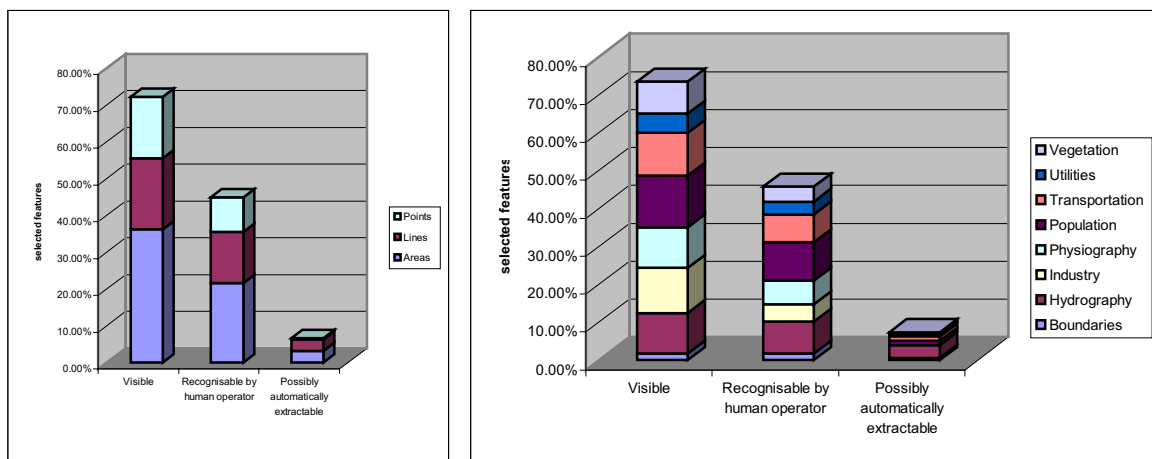 80.00%
70.00%
60.00%
50.00%
40.00%
30.00%
20.00%
10.00%
0.00%
selected features
Visible
Recognisable by
human operator
Possibly
automatically
extractable
Points
Lines
Areas
80.00%
70.00%
60.00%
50.00%
40.00%
30.00%
20.00%
10.00%
0.00%
selected features
Visible
Recognisable by
human operator
Possibly
automatically
extractable
Vegetation
Utilities
Transportation
Population
Physiography
Industry
Hydrography
Boundaries